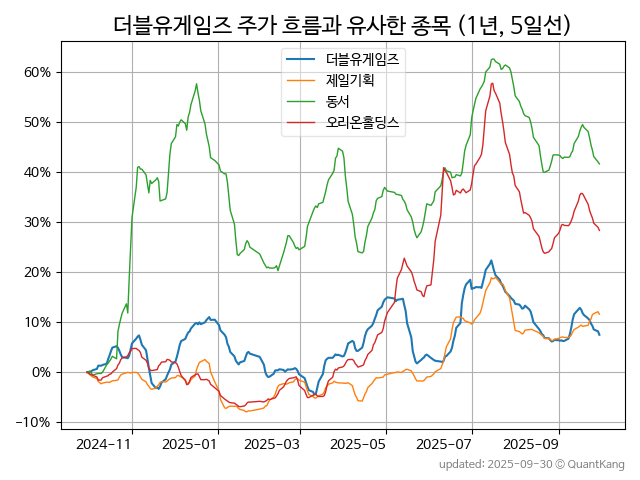 더블유게임즈 주가 흐름과 유사한 종목 (1년, 5일선)
더블유게임즈
제일기획
동서
오리온홀딩스
60%
50%
40%
30%
20%
10%
0%
−10%
2024-11 2025-01 2025-03 2025-05 2025-07 2025-09
updated: 2025-09-30 © QuantKang